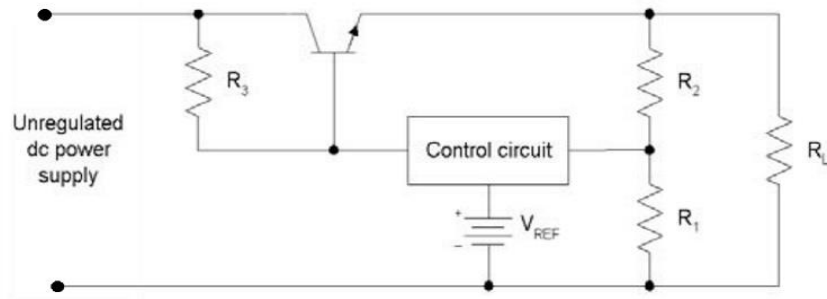 Unregulated
dc power
supply
R3
Control circuit
+
−
VREF
R2
R1
RL